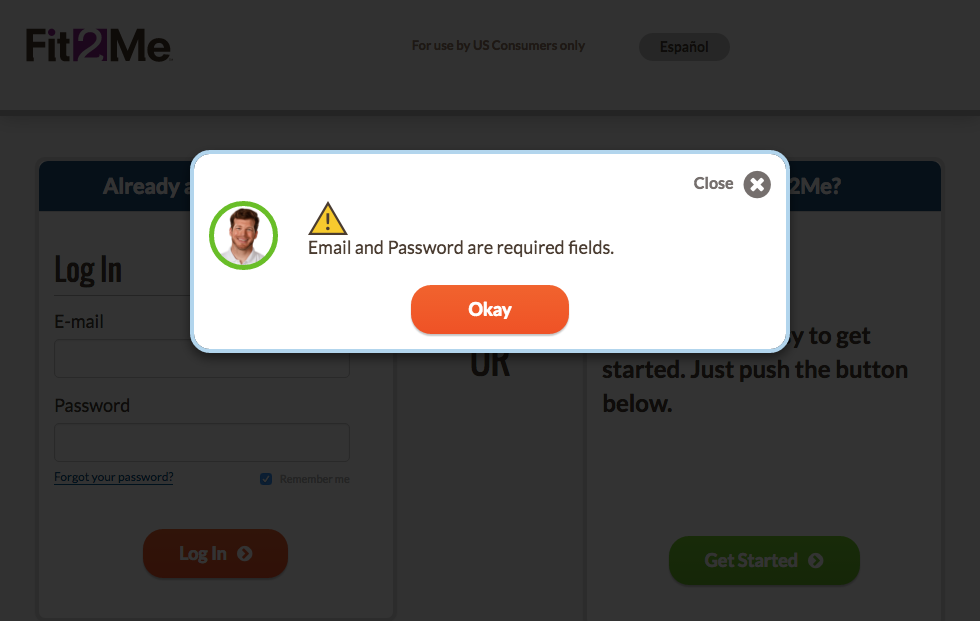 Fit2Me
For use by US Consumers only
Español
Already a
2Me?
Close
Email and Password are required fields.
Okay
Log In
E-mail
Password
Forgot your password?
Remember me
Log In
OR
y to get
started. Just push the button
below.
Get Started